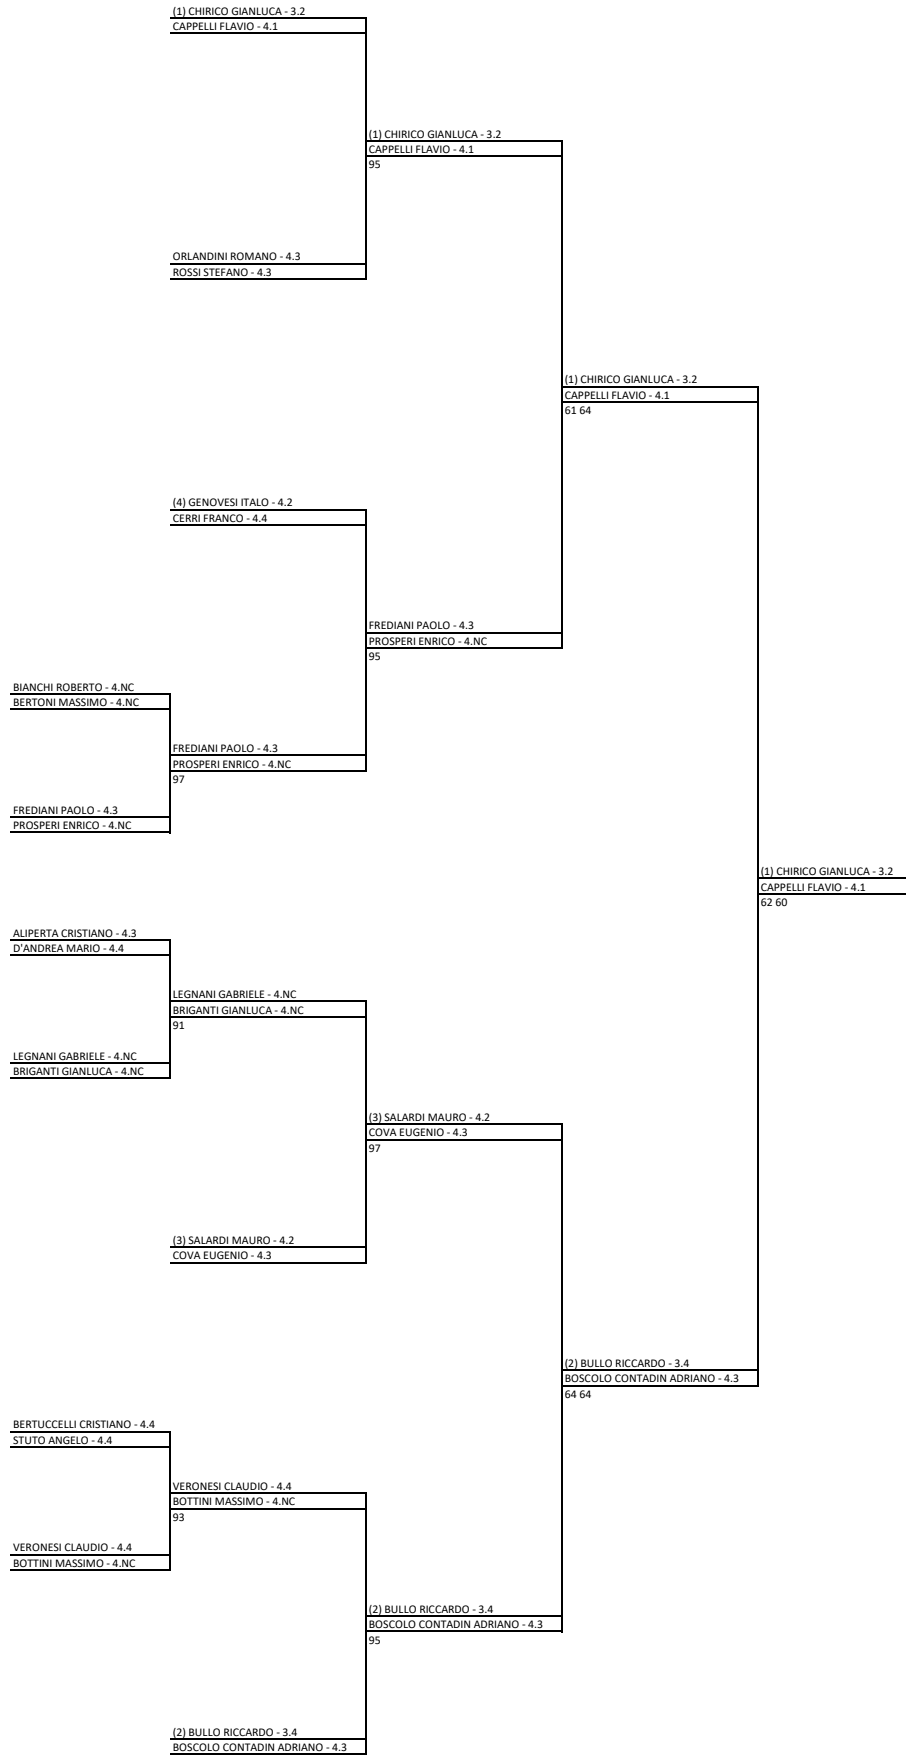 (1) CHIRICO GIANLUCA - 3.2
CAPPELLI FLAVIO - 4.1
(1) CHIRICO GIANLUCA - 3.2
CAPPELLI FLAVIO - 4.1
95
ORLANDINI ROMANO - 4.3
ROSSI STEFANO - 4.3
(1) CHIRICO GIANLUCA - 3.2
CAPPELLI FLAVIO - 4.1
61 64
(4) GENOVESI ITALO - 4.2
CERRI FRANCO - 4.4
FREDIANI PAOLO - 4.3
PROSPERI ENRICO - 4.NC
95
BIANCHI ROBERTO - 4.NC
BERTONI MASSIMO - 4.NC
FREDIANI PAOLO - 4.3
PROSPERI ENRICO - 4.NC
97
FREDIANI PAOLO - 4.3
PROSPERI ENRICO - 4.NC
(1) CHIRICO GIANLUCA - 3.2
CAPPELLI FLAVIO - 4.1
62 60
ALIPERTA CRISTIANO - 4.3
D'ANDREA MARIO - 4.4
LEGNANI GABRIELE - 4.NC
BRIGANTI GIANLUCA - 4.NC
91
LEGNANI GABRIELE - 4.NC
BRIGANTI GIANLUCA - 4.NC
(3) SALARDI MAURO - 4.2
COVA EUGENIO - 4.3
97
(3) SALARDI MAURO - 4.2
COVA EUGENIO - 4.3
(2) BULLO RICCARDO - 3.4
BOSCOLO CONTADIN ADRIANO - 4.3
64 64
BERTUCCELLI CRISTIANO - 4.4
STUTO ANGELO - 4.4
VERONESI CLAUDIO - 4.4
BOTTINI MASSIMO - 4.NC
93
VERONESI CLAUDIO - 4.4
BOTTINI MASSIMO - 4.NC
(2) BULLO RICCARDO - 3.4
BOSCOLO CONTADIN ADRIANO - 4.3
95
(2) BULLO RICCARDO - 3.4
BOSCOLO CONTADIN ADRIANO - 4.3